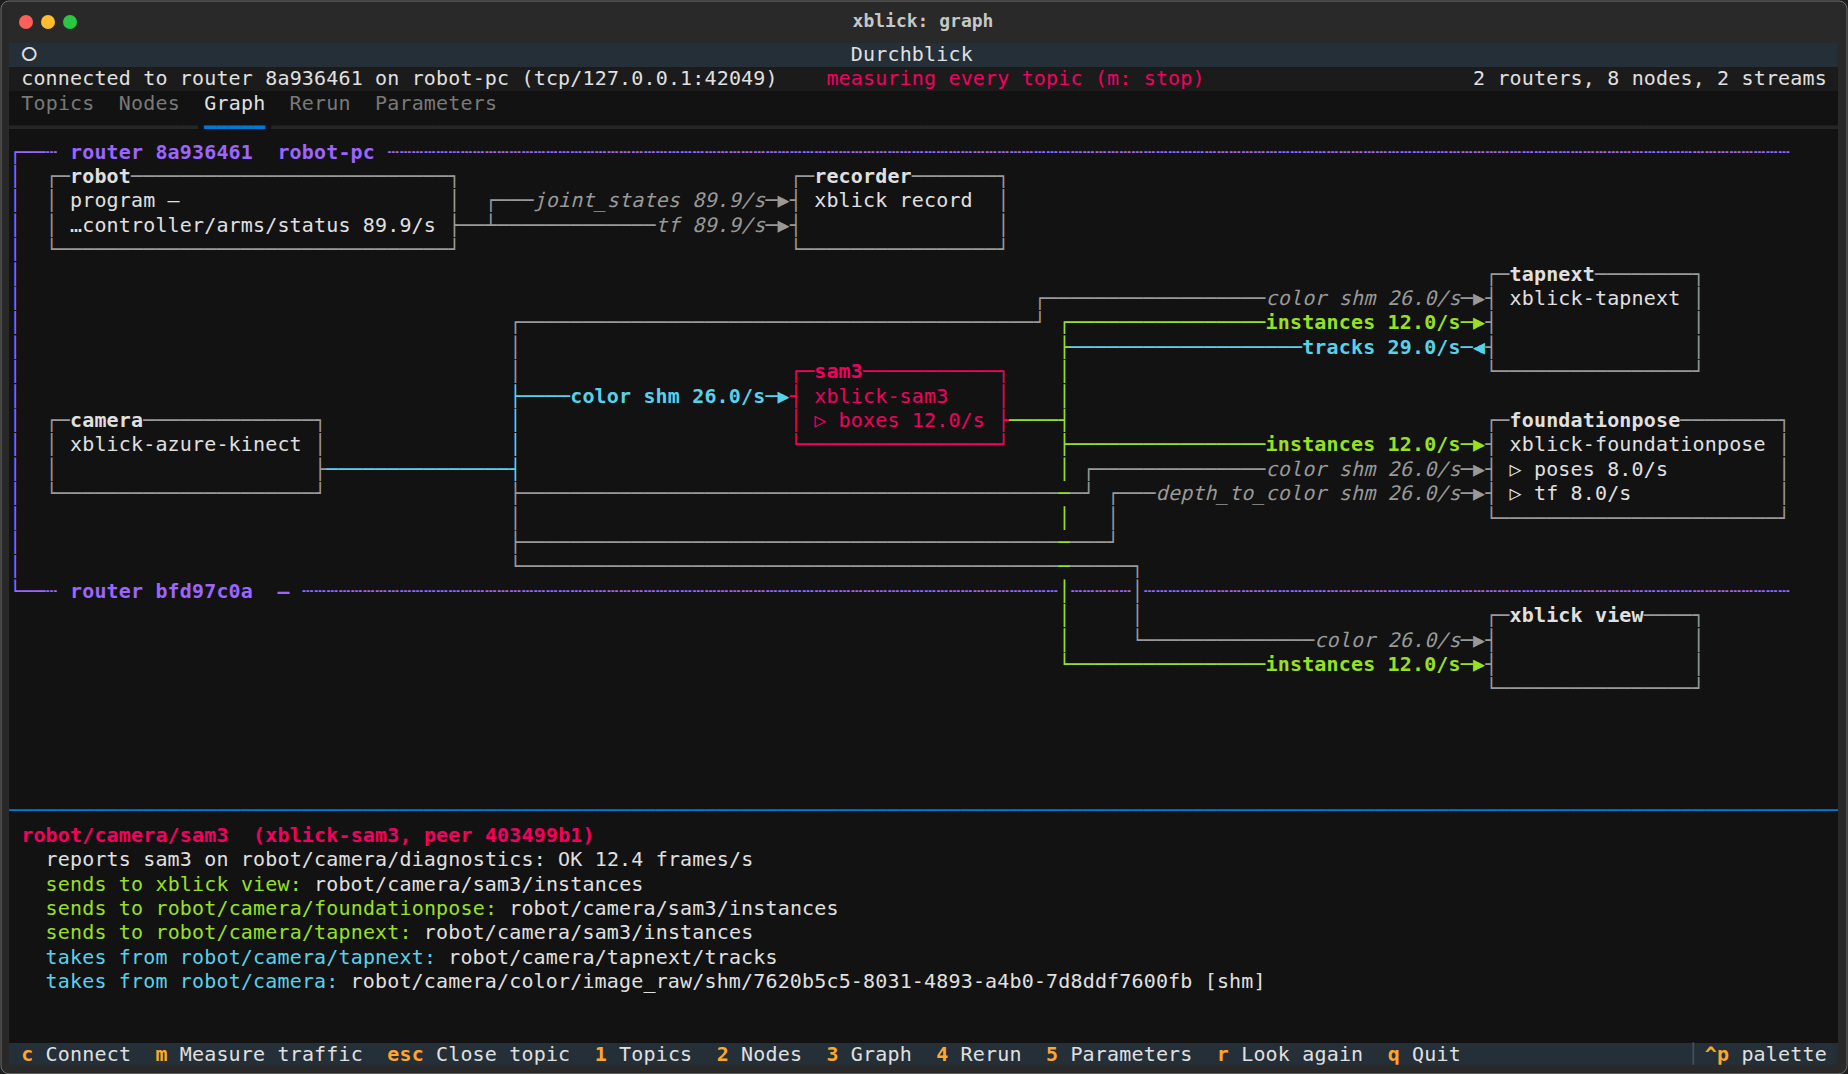 xblick: graph
Durchblick
connected to router 8a936461 on robot-pc (tcp/127.0.0.1:42049) measuring every topic (m: stop) 2 routers, 8 nodes, 2 streams
Topics Nodes Graph Rerun Parameters
router 8a936461 robot-pc
robot recorder
program — joint_states 89.9/s xblick record
…controller/arms/status 89.9/s tf 89.9/s
tapnext
color shm 26.0/s xblick-tapnext
instances 12.0/s
tracks 29.0/s
sam3
color shm 26.0/s xblick-sam3
camera ▷ boxes 12.0/s foundationpose
xblick-azure-kinect instances 12.0/s xblick-foundationpose
color shm 26.0/s ▷ poses 8.0/s
depth_to_color shm 26.0/s ▷ tf 8.0/s
router bfd97c0a —
xblick view
color 26.0/s
instances 12.0/s
robot/camera/sam3 (xblick-sam3, peer 403499b1)
reports sam3 on robot/camera/diagnostics: OK 12.4 frames/s
sends to xblick view: robot/camera/sam3/instances
sends to robot/camera/foundationpose: robot/camera/sam3/instances
sends to robot/camera/tapnext: robot/camera/sam3/instances
takes from robot/camera/tapnext: robot/camera/tapnext/tracks
takes from robot/camera: robot/camera/color/image_raw/shm/7620b5c5-8031-4893-a4b0-7d8ddf7600fb [shm]
c Connect m Measure traffic esc Close topic 1 Topics 2 Nodes 3 Graph 4 Rerun 5 Parameters r Look again q Quit ^p palette